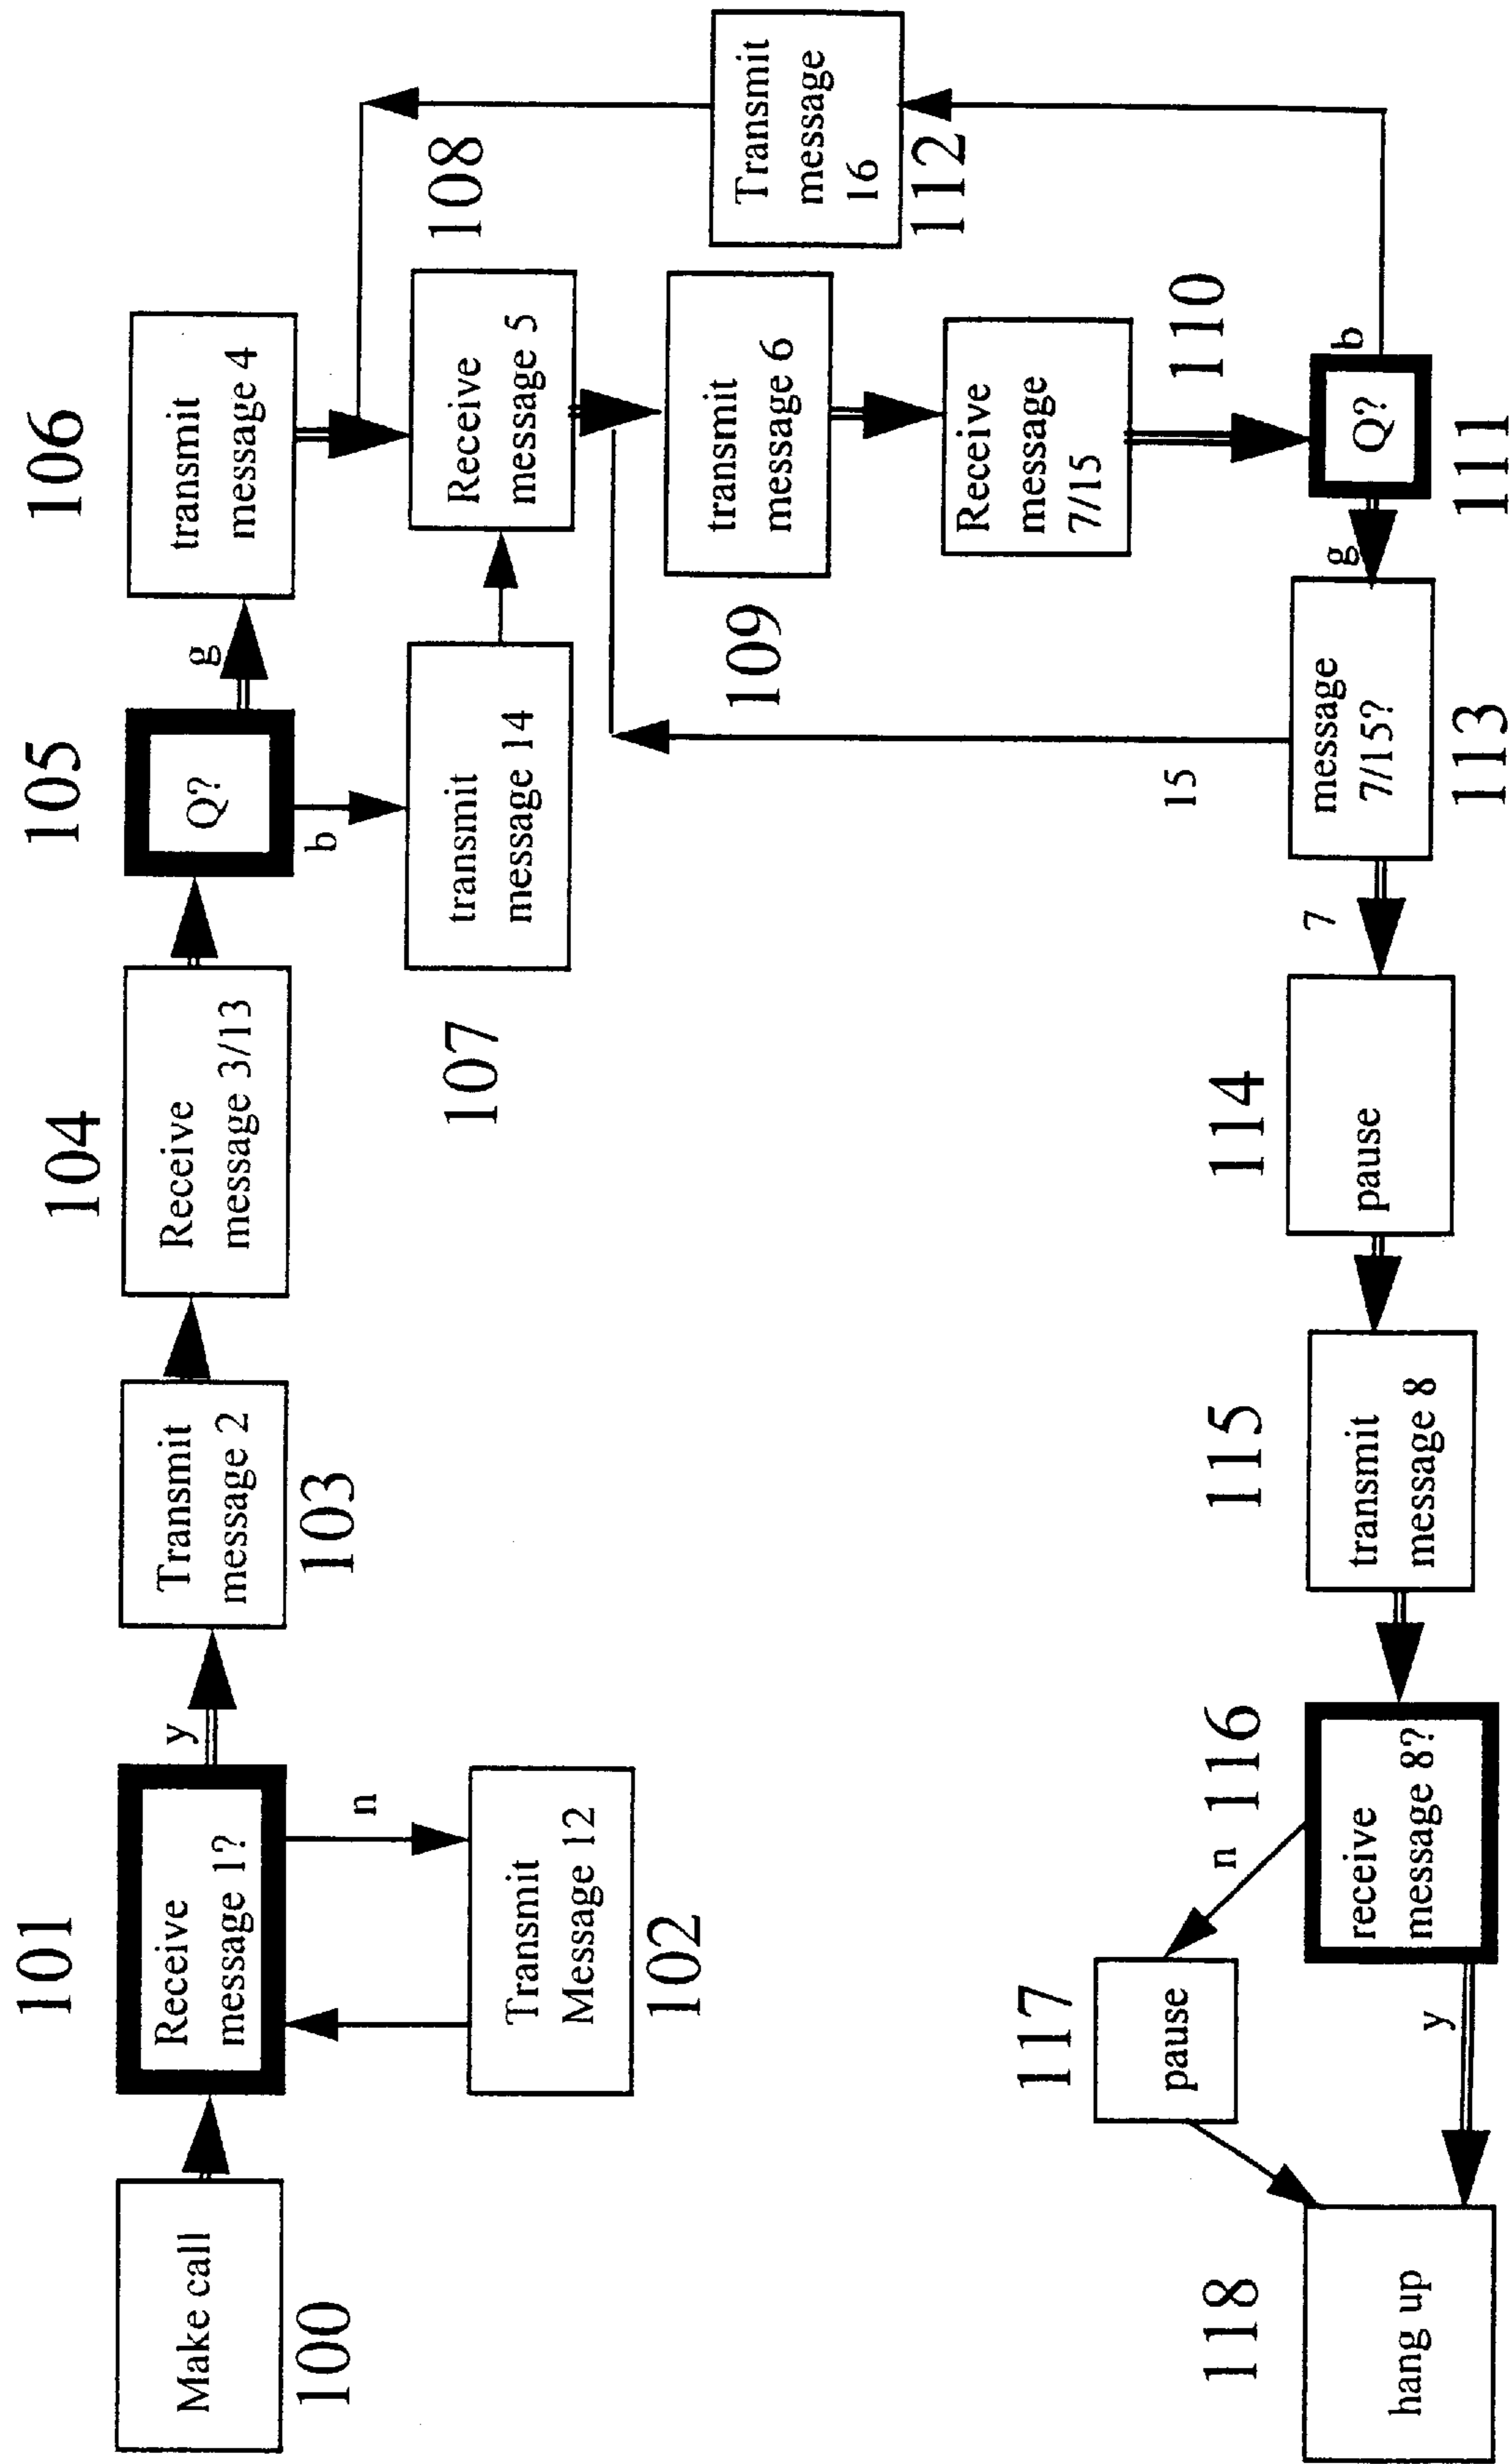 Make call
100
101
Receive
message 1?
y
n
Transmit
Message 12
102
Transmit
message 2
103
104
Receive
message 3/13
105
Q?
g
b
106
transmit
message 4
transmit
message 14
107
108
Receive
message 5
transmit
message 6
109
Receive
message
7/15
110
Q?
111
b
g
Transmit
message
16
112
message
7/15?
113
15
7
114
pause
115
transmit
message 8
116
receive
message 8?
n
y
117
pause
118
hang up